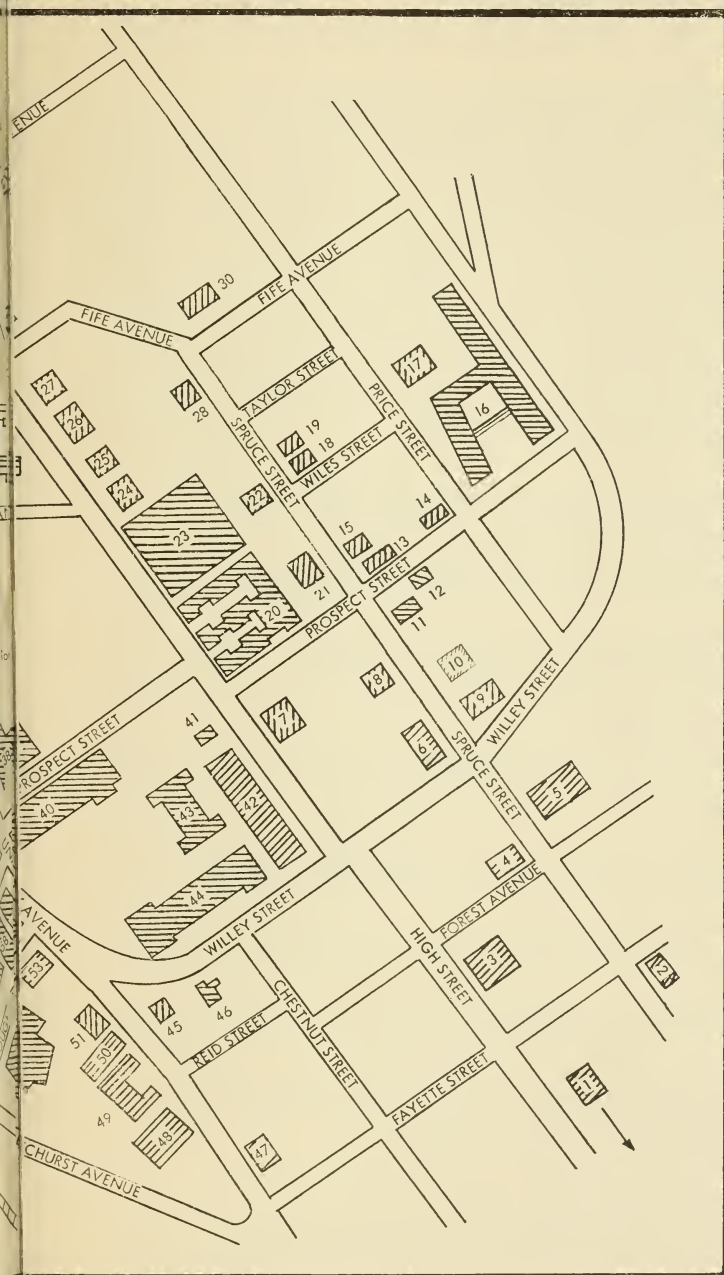 ENUE
30
FIFE AVENUE
FIFE AVENUE
27
26
25
24
28
TAYLOR STREET
17
16
PRICE STREET
19
18
SPRUCE STREET
WILES STREET
22
23
14
15
13
21
20
PROSPECT STREET
12
11
10
9
8
7
6
WILLEY STREET
SPRUCE STREET
41
PROSPECT STREET
40
42
43
44
5
4
FOREST AVENUE
WILLEY STREET
AVENUE
HIGH STREET
3
2
53
46
45
CHESTNUT STREET
REID STREET
51
50
49
48
FAYETTE STREET
1
47
CHURST AVENUE